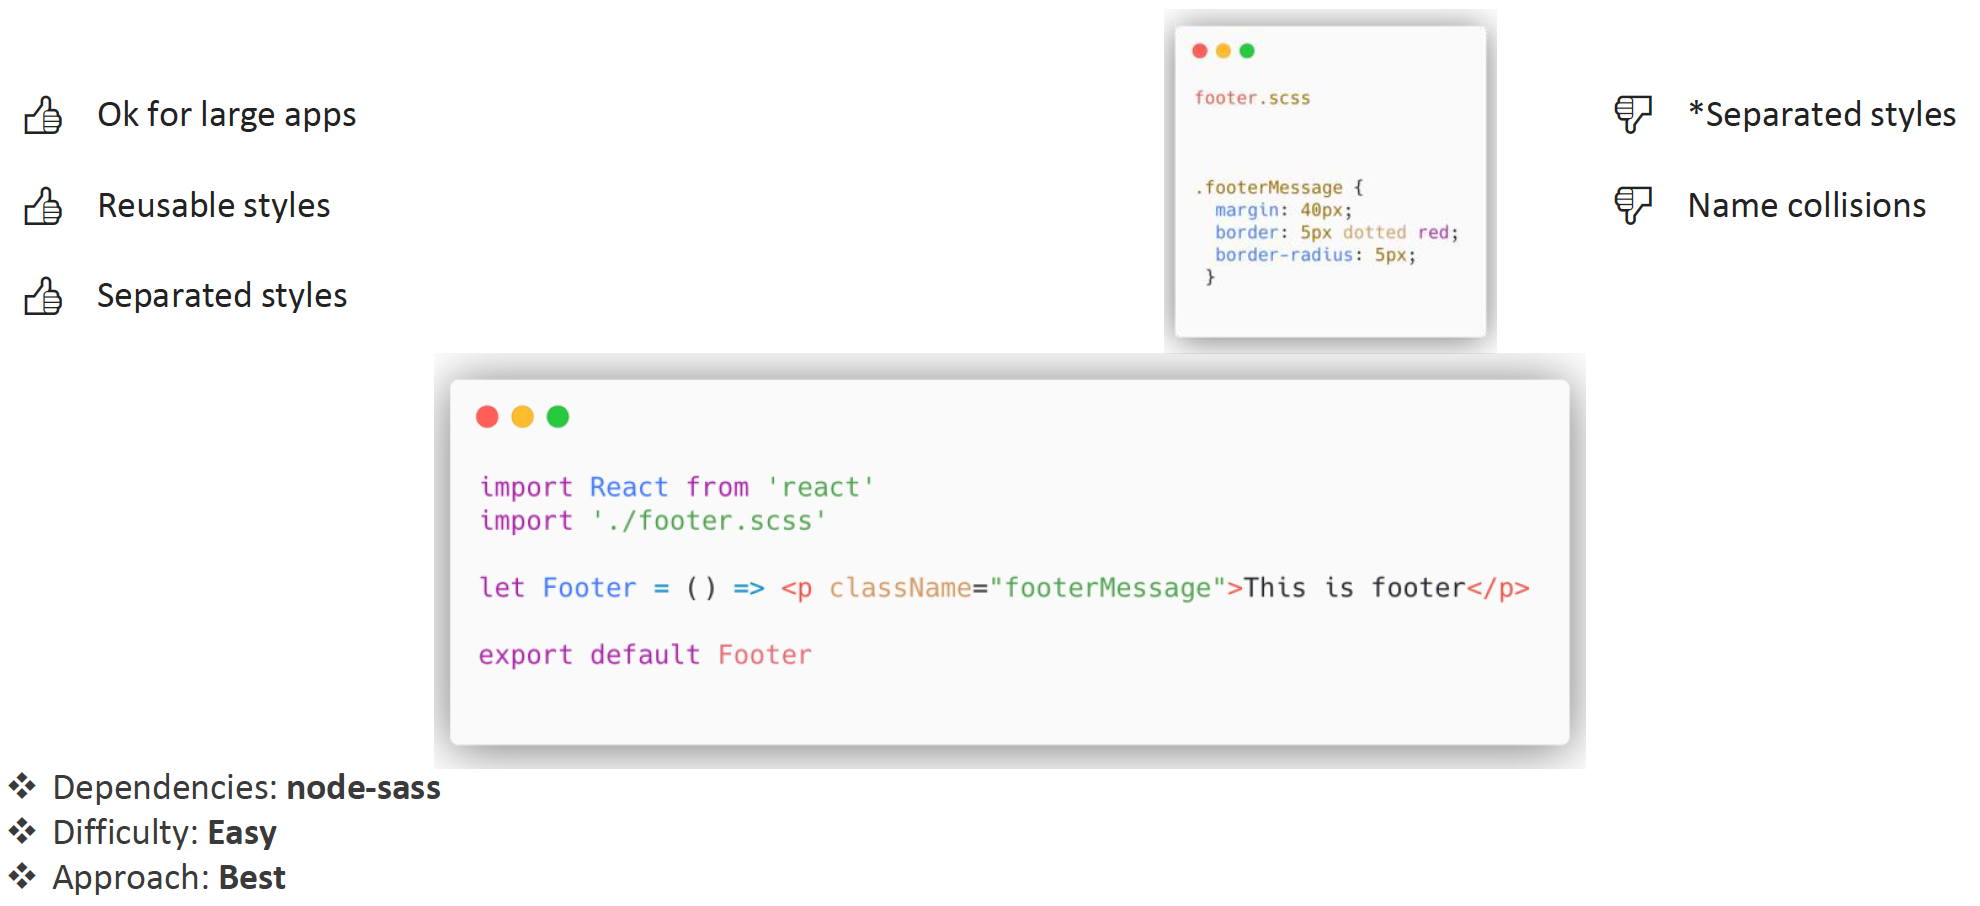 Ok for large apps
Reusable styles
Separated styles
footer.scss
.footerMessage {
margin: 40px;
border: 5px dotted red;
border-radius: 5px;
}
*Separated styles
Name collisions
import React from 'react'
import './footer.scss'
let Footer = () => <p className="footerMessage">This is footer</p>
export default Footer
❖ Dependencies: node-sass
❖ Difficulty: Easy
❖ Approach: Best